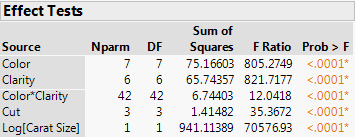 Effect Tests
Sum of
Source Nparm DF Squares F Ratio Prob > F
Color 7 7 75.16603 805.2749 <.0001*
Clarity 6 6 65.74357 821.7177 <.0001*
Color*Clarity 42 42 6.74403 12.0418 <.0001*
Cut 3 3 1.41482 35.3672 <.0001*
Log[Carat Size] 1 1 941.11389 70576.93 <.0001*